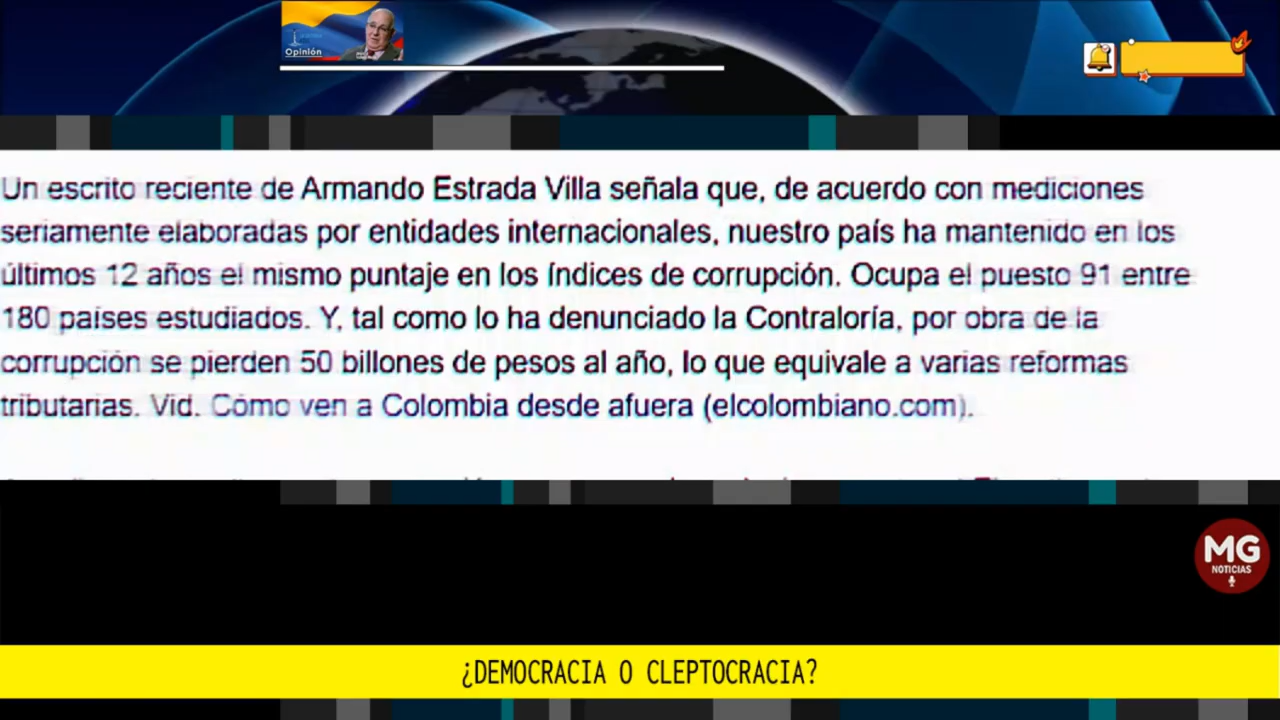 Opinión
Un escrito reciente de Armando Estrada Villa señala que, de acuerdo con mediciones
seriamente elaboradas por entidades internacionales, nuestro país ha mantenido en los
últimos 12 años el mismo puntaje en los índices de corrupción. Ocupa el puesto 91 entre
180 países estudiados. Y, tal como lo ha denunciado la Contraloría, por obra de la
corrupción se pierden 50 billones de pesos al año, lo que equivale a varias reformas
tributarias. Vid. Cómo ven a Colombia desde afuera (elcolombiano.com).
MG
NOTICIAS
¿DEMOCRACIA O CLEPTOCRACIA?